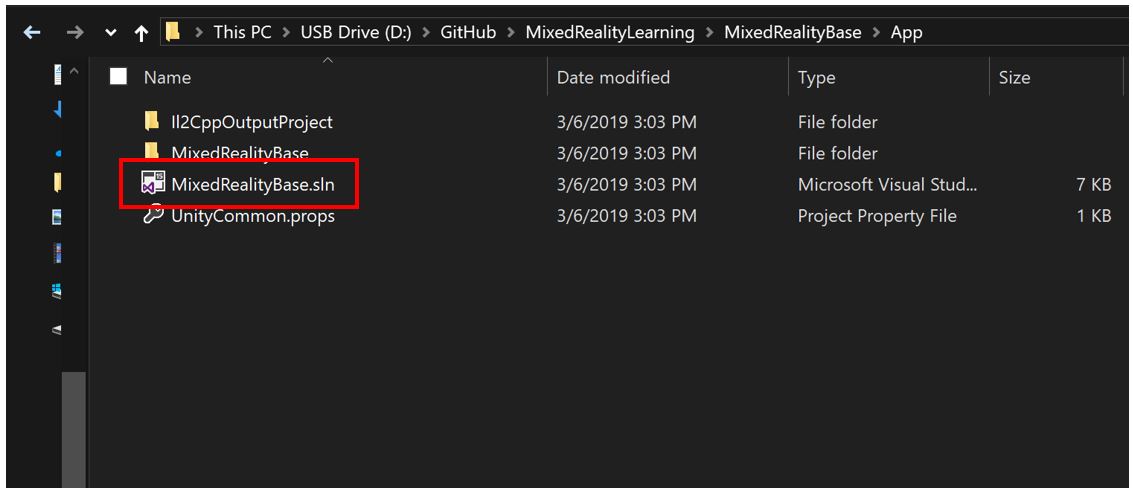 This PC > USB Drive (D:) > GitHub > MixedRealityLearning > MixedRealityBase > App
Name Date modified Type Size
Il2CppOutputProject 3/6/2019 3:03 PM File folder
MixedRealityBase 3/6/2019 3:03 PM File folder
MixedRealityBase.sln 3/6/2019 3:03 PM Microsoft Visual Stud... 7 KB
UnityCommon.props 3/6/2019 3:03 PM Project Property File 1 KB